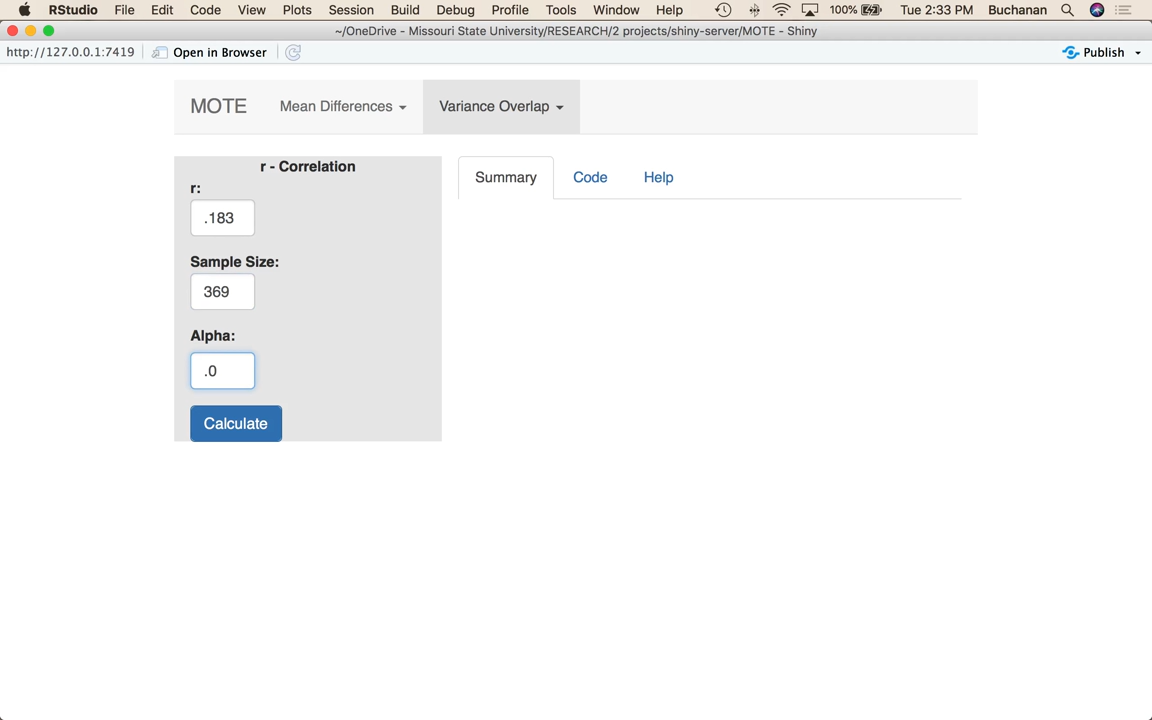 RStudio File Edit Code View Plots Session Build Debug Profile Tools Window Help 100% Tue 2:33 PM Buchanan
~/OneDrive - Missouri State University/RESEARCH/2 projects/shiny-server/MOTE - Shiny
http://127.0.0.1:7419 Open in Browser Publish
MOTE Mean Differences Variance Overlap
r - Correlation
Summary Code Help
r:
.183
Sample Size:
369
Alpha:
.0
Calculate